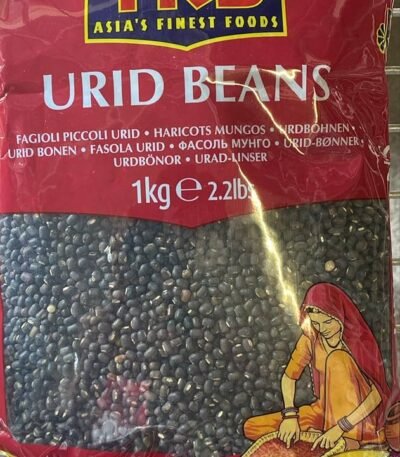 ASIA'S FINEST FOODS
URID BEANS
FAGIOLI PICCOLI URID • HARICOTS MUNGOS • URDBOHNEN •
URID BONEN • FASOLA URID • ФАСОЛЬ МУНГО • URID-BØNNER •
URDBÖNOR • URAD-LINSER
1kg ℮ 2.2lbs